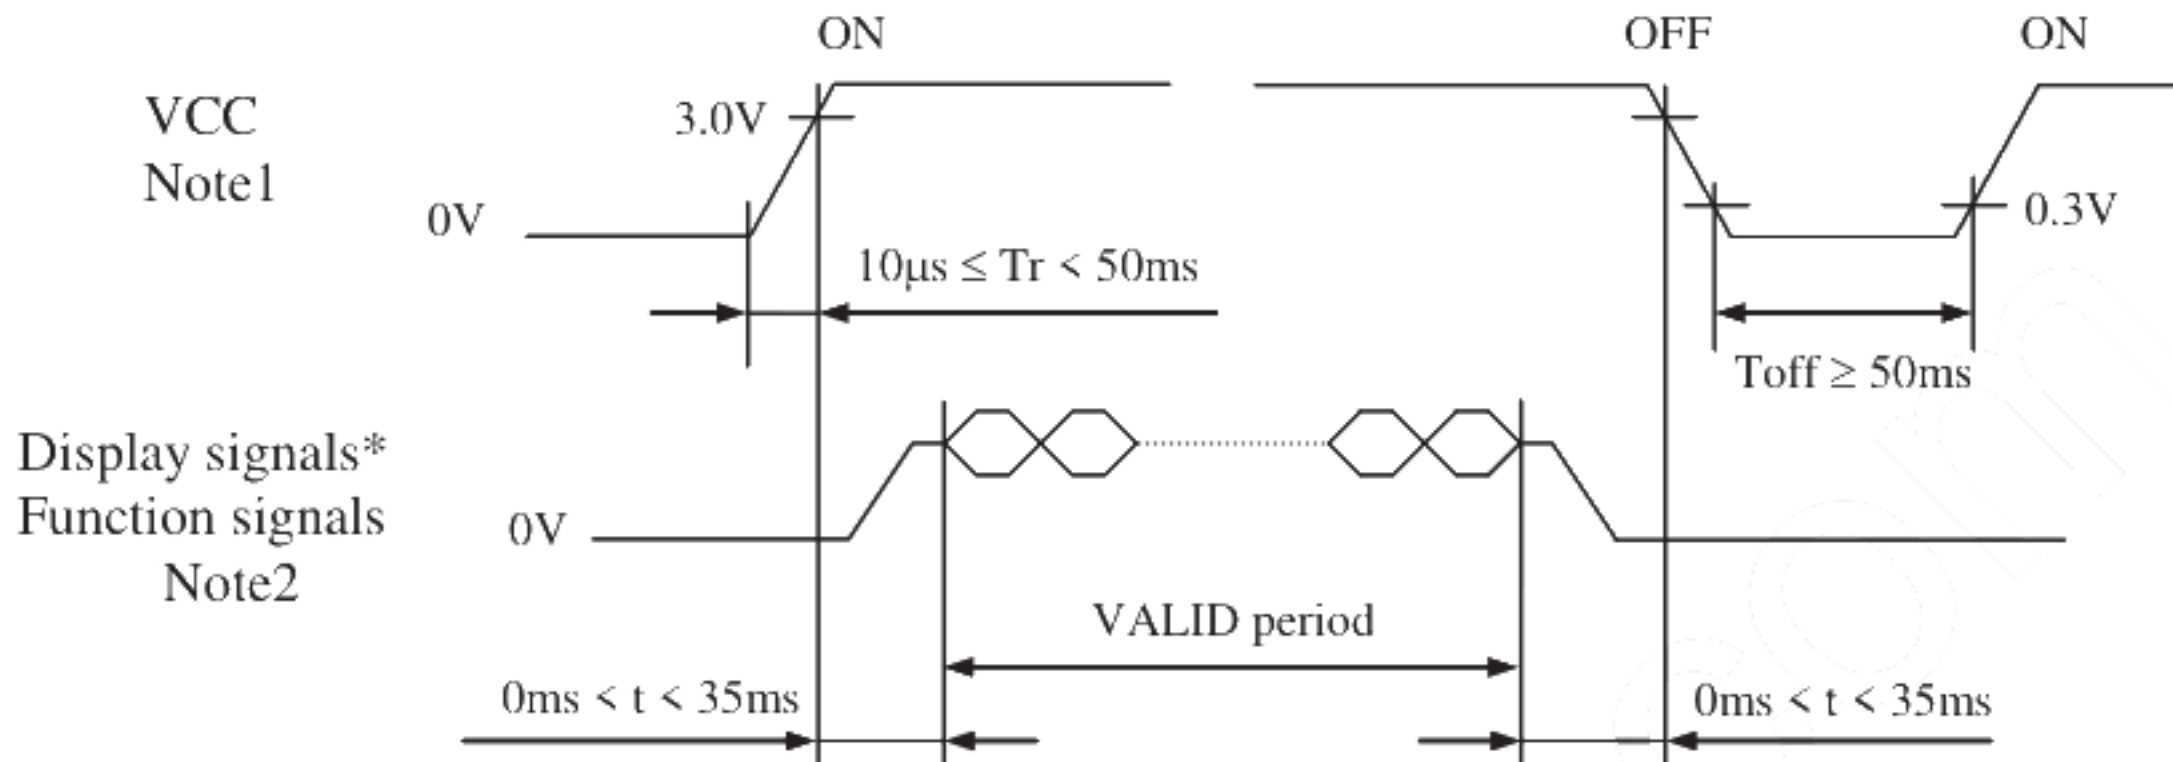 ON
OFF
ON
VCC
3.0V
Note1
0V
0.3V
10μs ≤ Tr < 50ms
Toff ≥ 50ms
Display signals*
Function signals
0V
Note2
VALID period
0ms < t < 35ms
0ms < t < 35ms